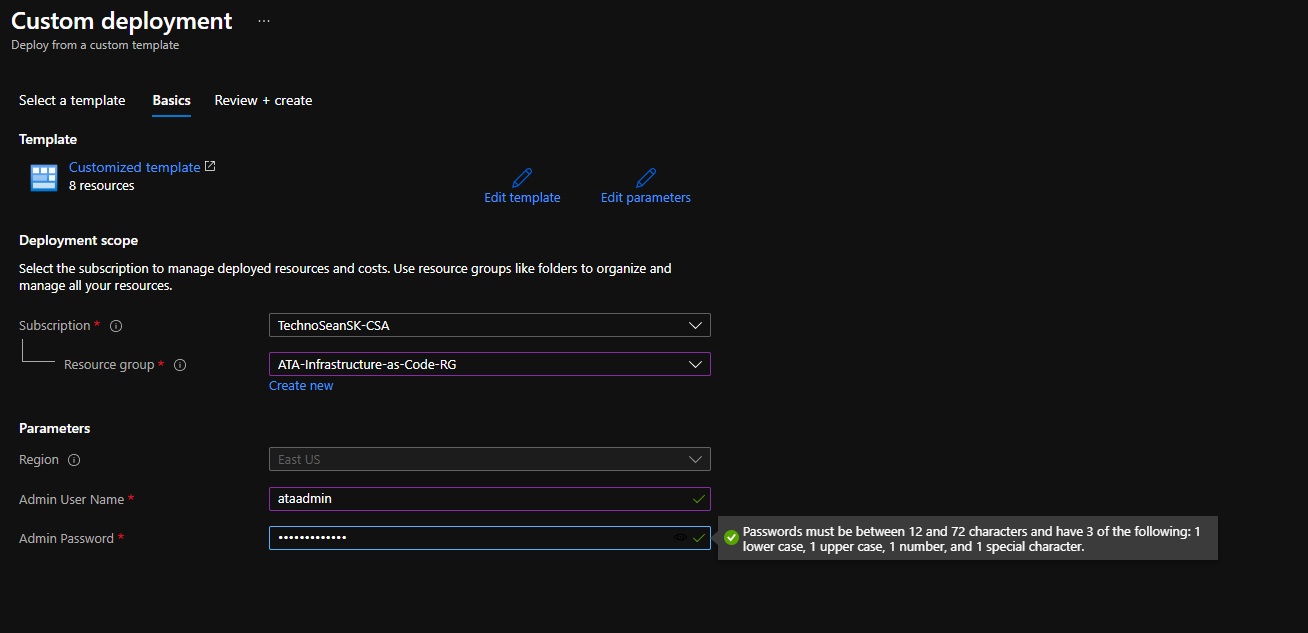 Custom deployment ...
Deploy from a custom template
Select a template Basics Review + create
Template
Customized template
8 resources
Edit template Edit parameters
Deployment scope
Select the subscription to manage deployed resources and costs. Use resource groups like folders to organize and
manage all your resources.
Subscription * TechnoSeanSK-CSA
Resource group * ATA-Infrastructure-as-Code-RG
Create new
Parameters
Region East US
Admin User Name * ataadmin
Admin Password * •••••••••••••
Passwords must be between 12 and 72 characters and have 3 of the following: 1
lower case, 1 upper case, 1 number, and 1 special character.